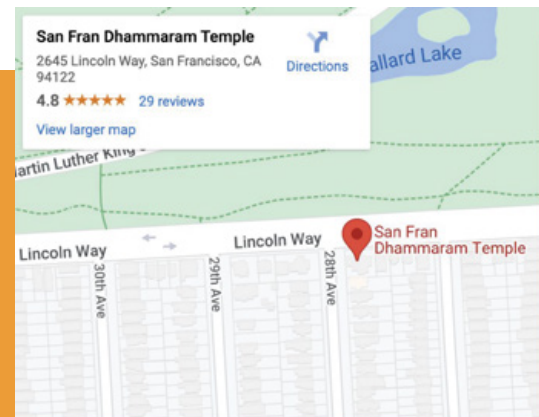 San Fran Dhammaram Temple
2645 Lincoln Way, San Francisco, CA
94122
4.8
29 reviews
View larger map
Directions
allard Lake
artin Luther King
Lincoln Way
Lincoln Way
San Fran
Dhammaram Temple
30th Ave
29th Ave
28th Ave